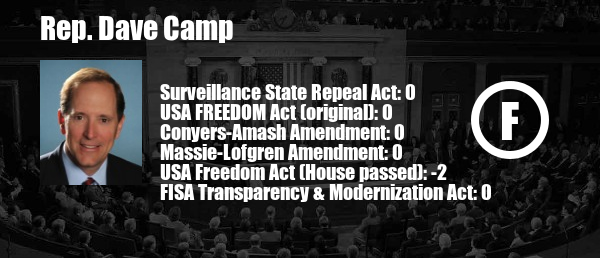 Rep. Dave Camp
Surveillance State Repeal Act: 0
USA FREEDOM Act (original): 0
Conyers-Amash Amendment: 0
Massie-Lofgren Amendment: 0
USA Freedom Act (House passed): -2
FISA Transparency & Modernization Act: 0
F